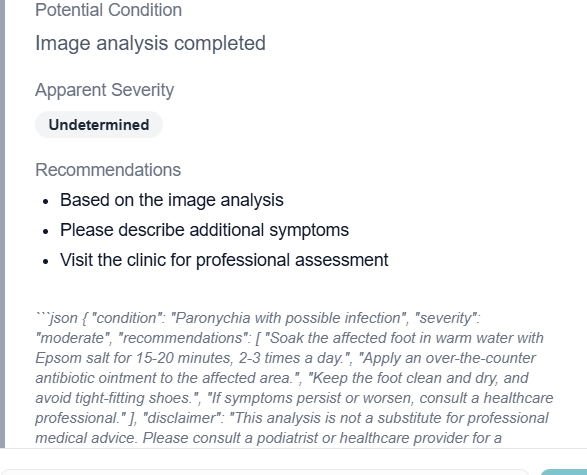 Potential Condition
Image analysis completed
Apparent Severity
Undetermined
Recommendations
• Based on the image analysis
• Please describe additional symptoms
• Visit the clinic for professional assessment
```json { "condition": "Paronychia with possible infection", "severity":
"moderate", "recommendations": [ "Soak the affected foot in warm water with
Epsom salt for 15-20 minutes, 2-3 times a day.", "Apply an over-the-counter
antibiotic ointment to the affected area.", "Keep the foot clean and dry, and
avoid tight-fitting shoes.", "If symptoms persist or worsen, consult a healthcare
professional." ], "disclaimer": "This analysis is not a substitute for professional
medical advice. Please consult a podiatrist or healthcare provider for a